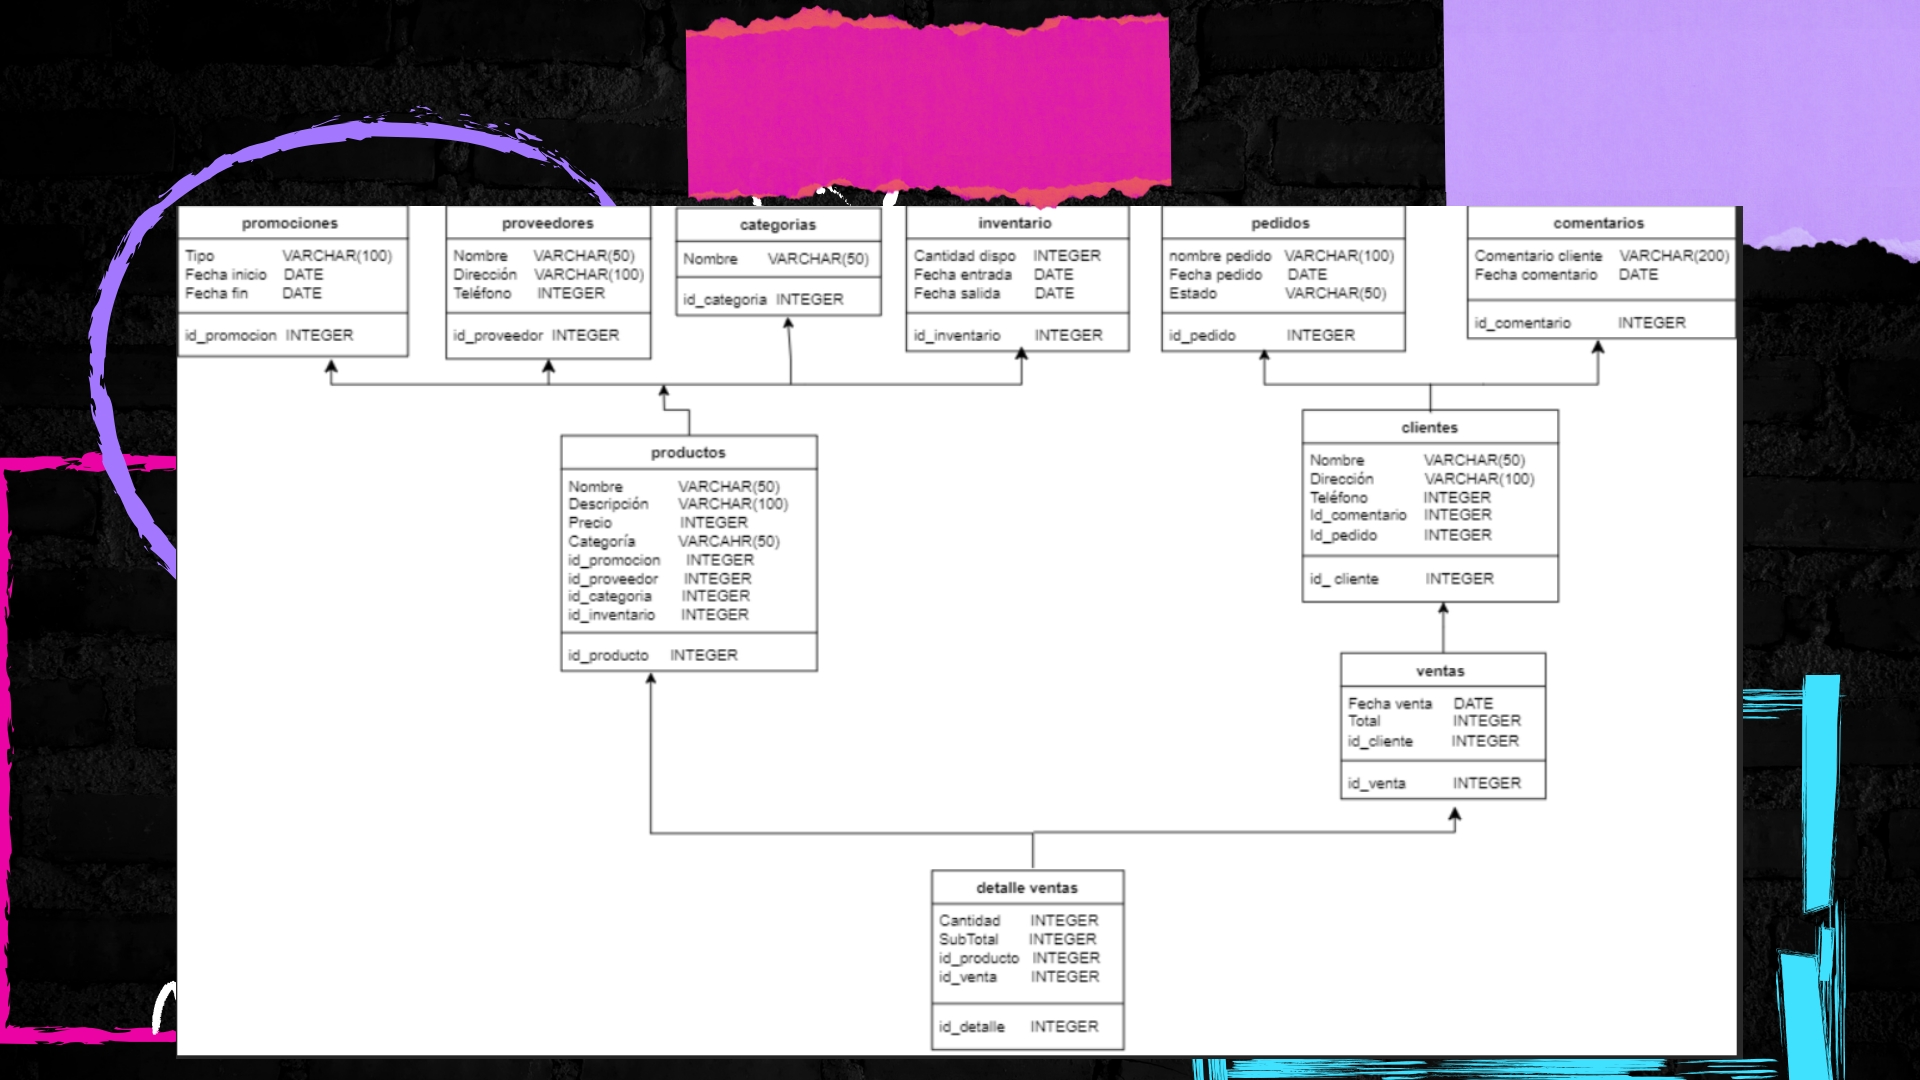 promociones
Tipo VARCHAR(100)
Fecha inicio DATE
Fecha fin DATE
id_promocion INTEGER
proveedores
Nombre VARCHAR(50)
Dirección VARCHAR(100)
Teléfono INTEGER
id_proveedor INTEGER
categorias
Nombre VARCHAR(50)
id_categoria INTEGER
inventario
Cantidad dispo INTEGER
Fecha entrada DATE
Fecha salida DATE
id_inventario INTEGER
pedidos
nombre pedido VARCHAR(100)
Fecha pedido DATE
Estado VARCHAR(50)
id_pedido INTEGER
comentarios
Comentario cliente VARCHAR(200)
Fecha comentario DATE
id_comentario INTEGER
productos
Nombre VARCHAR(50)
Descripción VARCHAR(100)
Precio INTEGER
Categoría VARCAHR(50)
id_promocion INTEGER
id_proveedor INTEGER
id_categoria INTEGER
id_inventario INTEGER
id_producto INTEGER
clientes
Nombre VARCHAR(50)
Dirección VARCHAR(100)
Teléfono INTEGER
Id_comentario INTEGER
Id_pedido INTEGER
id_ cliente INTEGER
ventas
Fecha venta DATE
Total INTEGER
id_cliente INTEGER
id_venta INTEGER
detalle ventas
Cantidad INTEGER
SubTotal INTEGER
id_producto INTEGER
id_venta INTEGER
id_detalle INTEGER